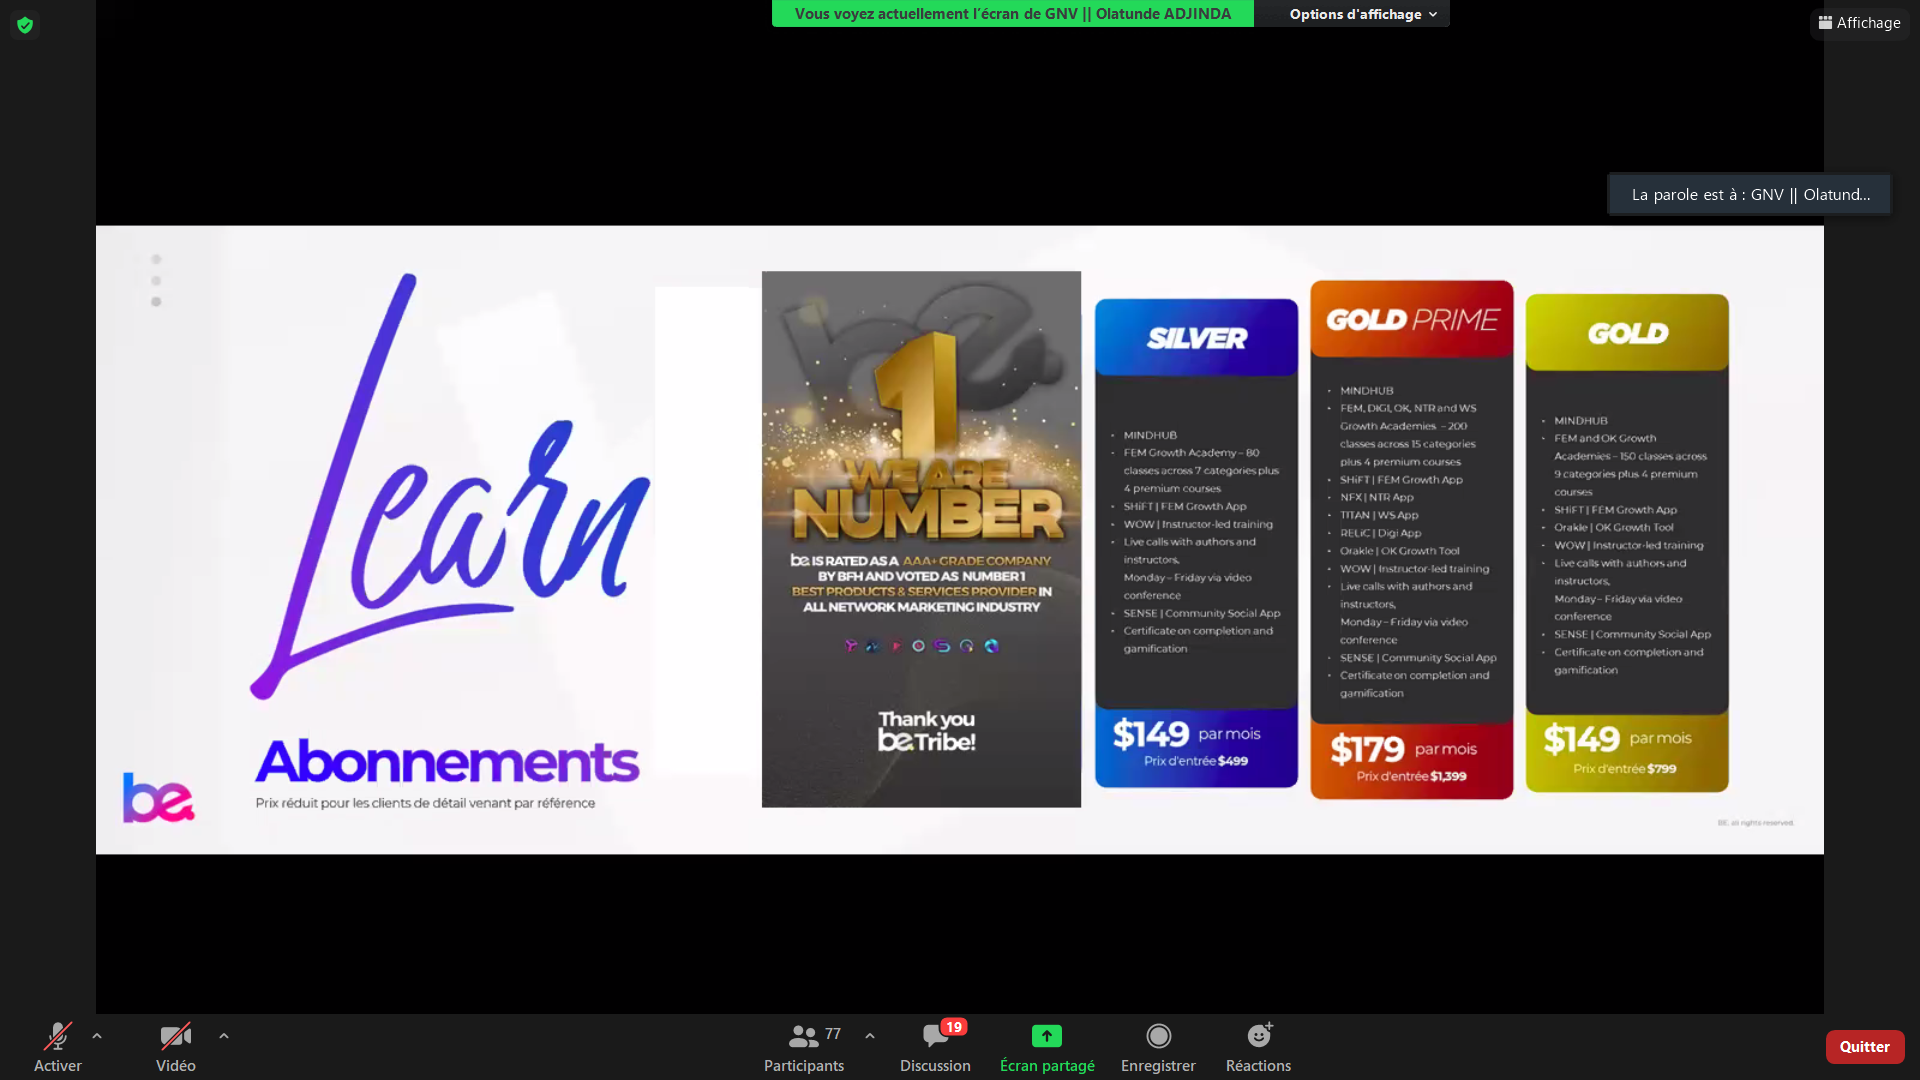 Vous voyez actuellement l'écran de GNV || Olatunde ADJINDA
Options d'affichage
Affichage
La parole est à : GNV || Olatund...
Learn
Abonnements
Prix réduit pour les clients de détail venant par référence
be
be
1
WE ARE
NUMBER
be IS RATED AS A AAA+ GRADE COMPANY
BY BFH AND VOTED AS NUMBER 1
BEST PRODUCTS & SERVICES PROVIDER IN
ALL NETWORK MARKETING INDUSTRY
Thank you
be Tribe!
SILVER
• MINDHUB
• FEM Growth Academy – 80
classes across 7 categories plus
4 premium courses
• SHiFT | FEM Growth App
• WOW | Instructor-led training
• Live calls with authors and
instructors,
Monday – Friday via video
conference
• SENSE | Community Social App
• Certificate on completion and
gamification
$149 par mois
Prix d'entrée $499
GOLD PRIME
• MINDHUB
• FEM, DIGI, OK, NTR and WS
Growth Academies – 200
classes across 15 categories
plus 4 premium courses
• SHiFT | FEM Growth App
• NFX | NTR App
• TITAN | WS App
• RELiC | Digi App
• Orakle | OK Growth Tool
• WOW | Instructor-led training
• Live calls with authors and
instructors,
Monday – Friday via video
conference
• SENSE | Community Social App
• Certificate on completion and
gamification
$179 par mois
Prix d'entrée $1,399
GOLD
• MINDHUB
• FEM and OK Growth
Academies – 150 classes across
9 categories plus 4 premium
courses
• SHiFT | FEM Growth App
• Orakle | OK Growth Tool
• WOW | Instructor-led training
• Live calls with authors and
instructors,
Monday – Friday via video
conference
• SENSE | Community Social App
• Certificate on completion and
gamification
$149 par mois
Prix d'entrée $799
BE, all rights reserved.
Activer
Vidéo
77
Participants
19
Discussion
Écran partagé
Enregistrer
Réactions
Quitter